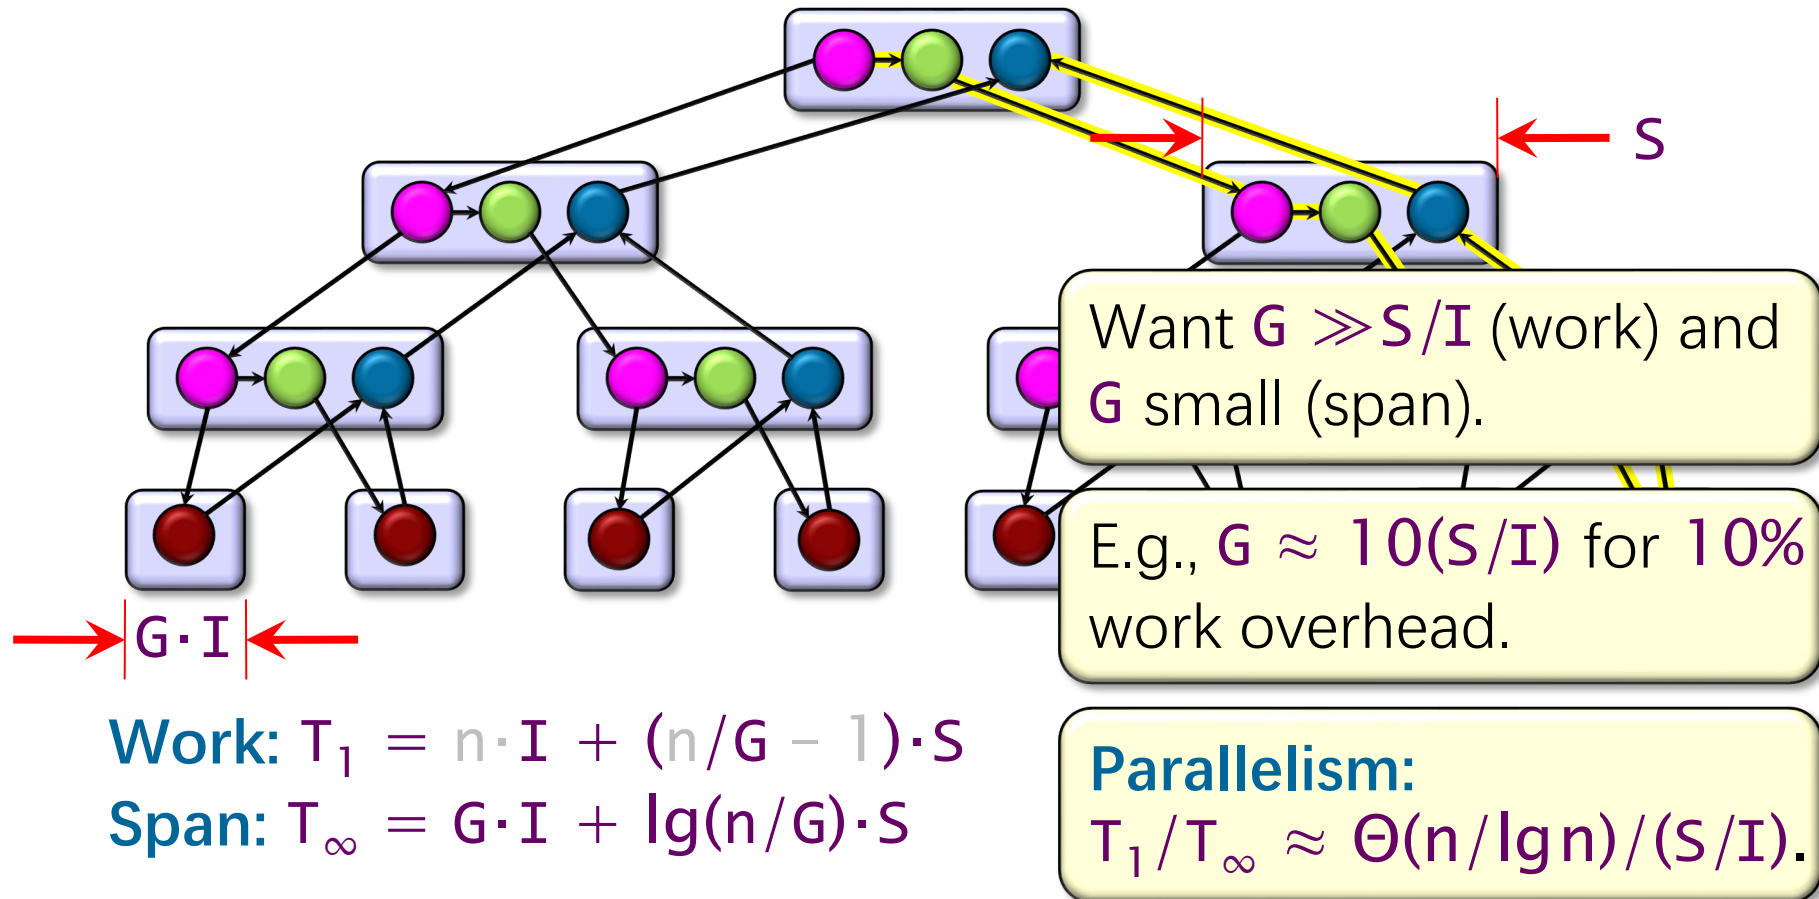 S
Want G ≫ S/I (work) and
G small (span).
E.g., G ≈ 10(S/I) for 10%
work overhead.
G·I
Work: T₁ = n·I + (n/G – 1)·S
Span: T∞ = G·I + lg(n/G)·S
Parallelism:
T₁/T∞ ≈ Θ(n/lg n)/(S/I).